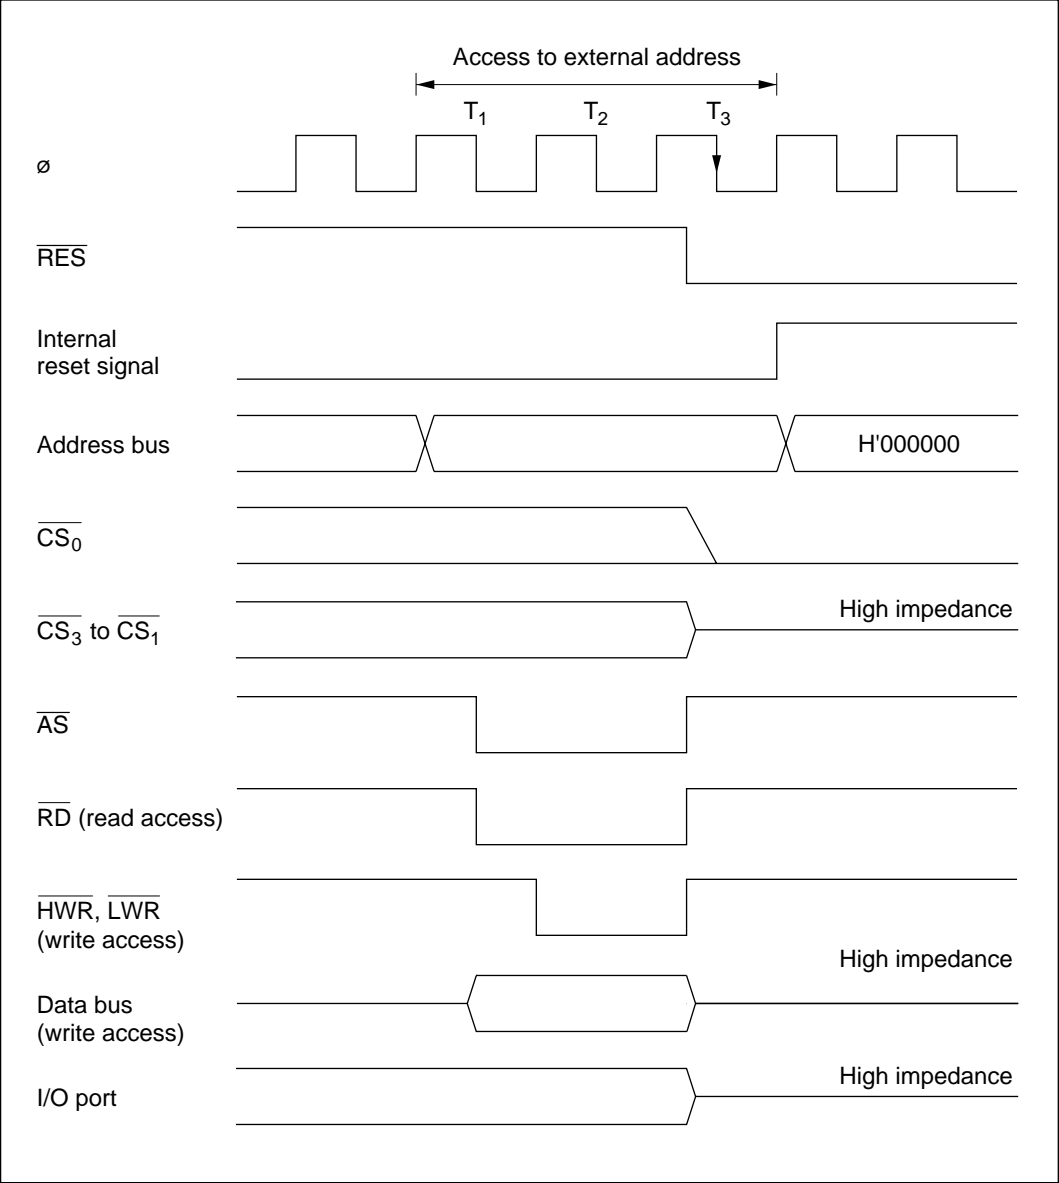 Access to external address
T1 T2 T3
ø
RES
Internal
reset signal
Address bus
H'000000
CS0
CS3 to CS1
High impedance
AS
RD (read access)
HWR, LWR
(write access)
High impedance
Data bus
(write access)
I/O port
High impedance